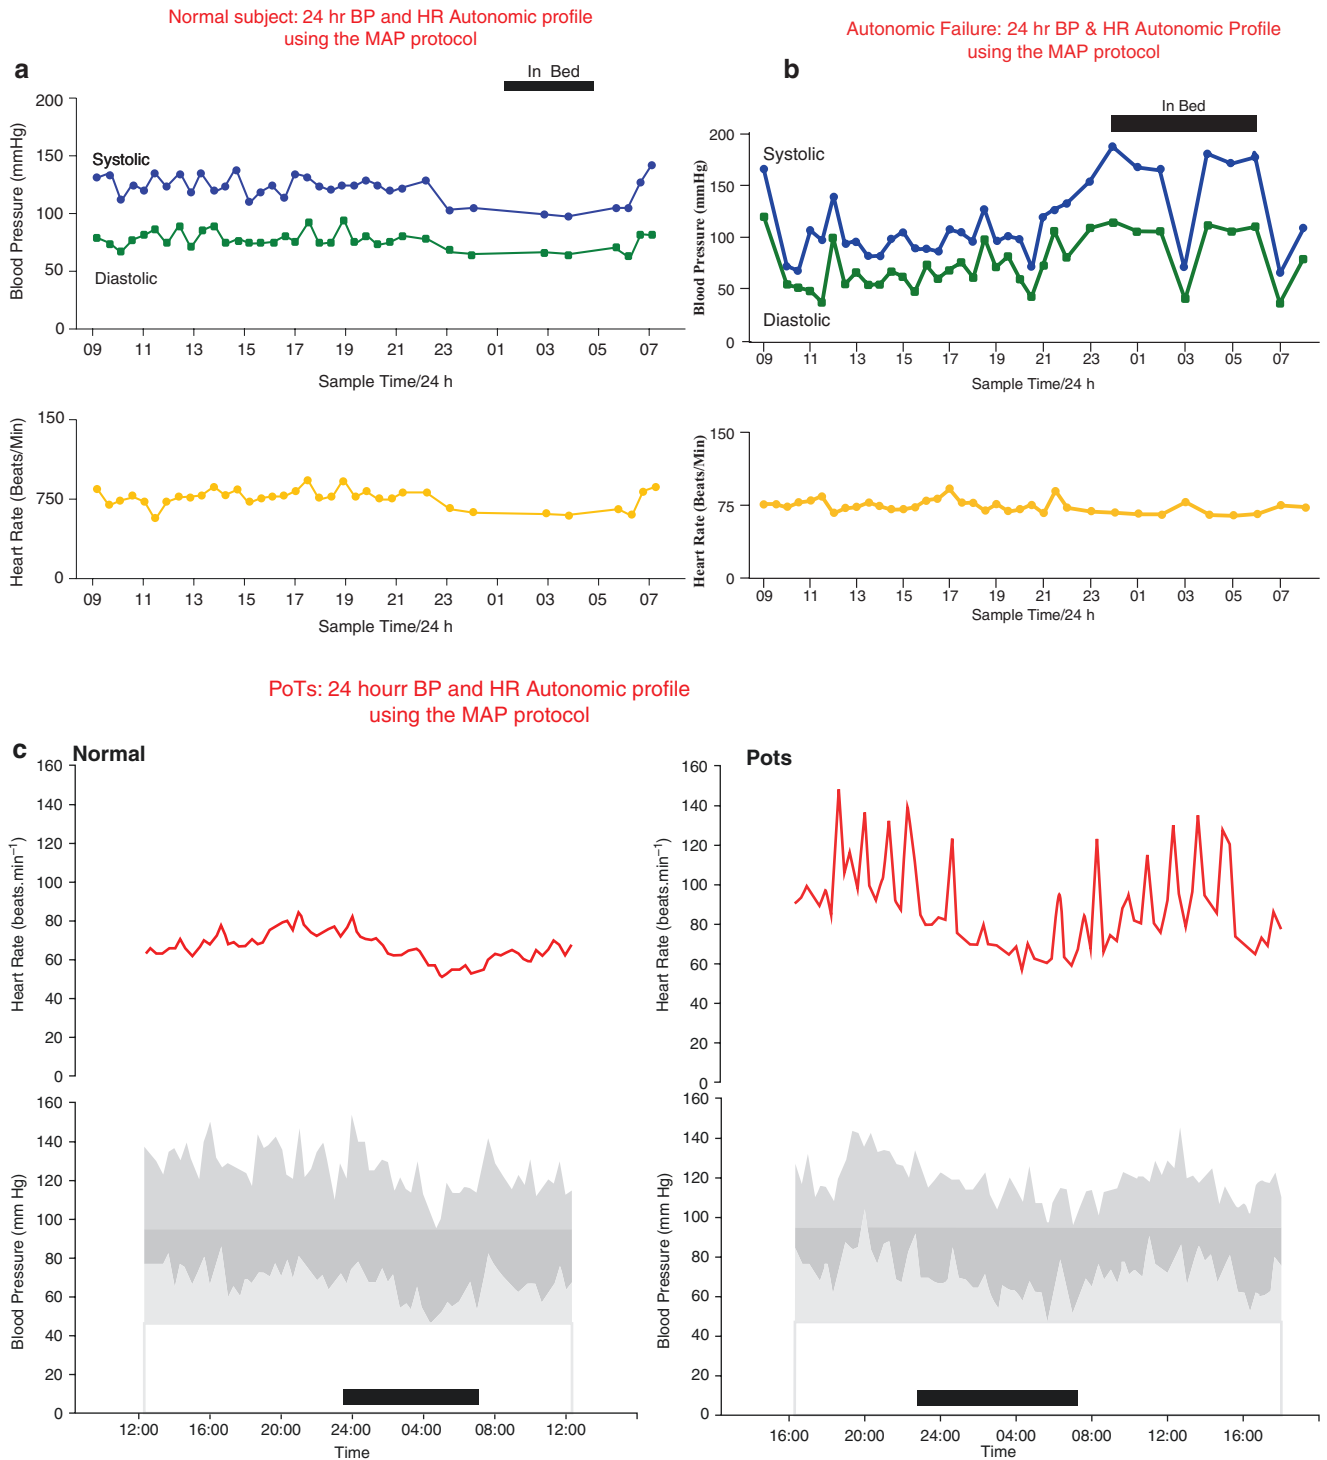 Normal subject: 24 hr BP and HR Autonomic profile
using the MAP protocol
a
In Bed
Blood Pressure (mmHg)
200
150
100
50
0
Systolic
Diastolic
09 11 13 15 17 19 21 23 01 03 05 07
Sample Time/24 h
Heart Rate (Beats/Min)
150
750
0
09 11 13 15 17 19 21 23 01 03 05 07
Sample Time/24 h
Autonomic Failure: 24 hr BP & HR Autonomic Profile
using the MAP protocol
b
In Bed
Blood Pressure (mmHg)
200
150
100
50
0
Systolic
Diastolic
09 11 13 15 17 19 21 23 01 03 05 07
Sample Time/24 h
Heart Rate (Beats/Min)
150
75
0
09 11 13 15 17 19 21 23 01 03 05 07
Sample Time/24 h
PoTs: 24 hourr BP and HR Autonomic profile
using the MAP protocol
c
Normal
Heart Rate (beats.min⁻¹)
160
140
120
100
80
60
40
20
0
Blood Pressure (mm Hg)
160
140
120
100
80
60
40
20
0
12:00 16:00 20:00 24:00 04:00 08:00 12:00
Time
Pots
Heart Rate (beats.min⁻¹)
160
140
120
100
80
60
40
20
0
Blood Pressure (mm Hg)
160
140
120
100
80
60
40
20
0
16:00 20:00 24:00 04:00 08:00 12:00 16:00
Time